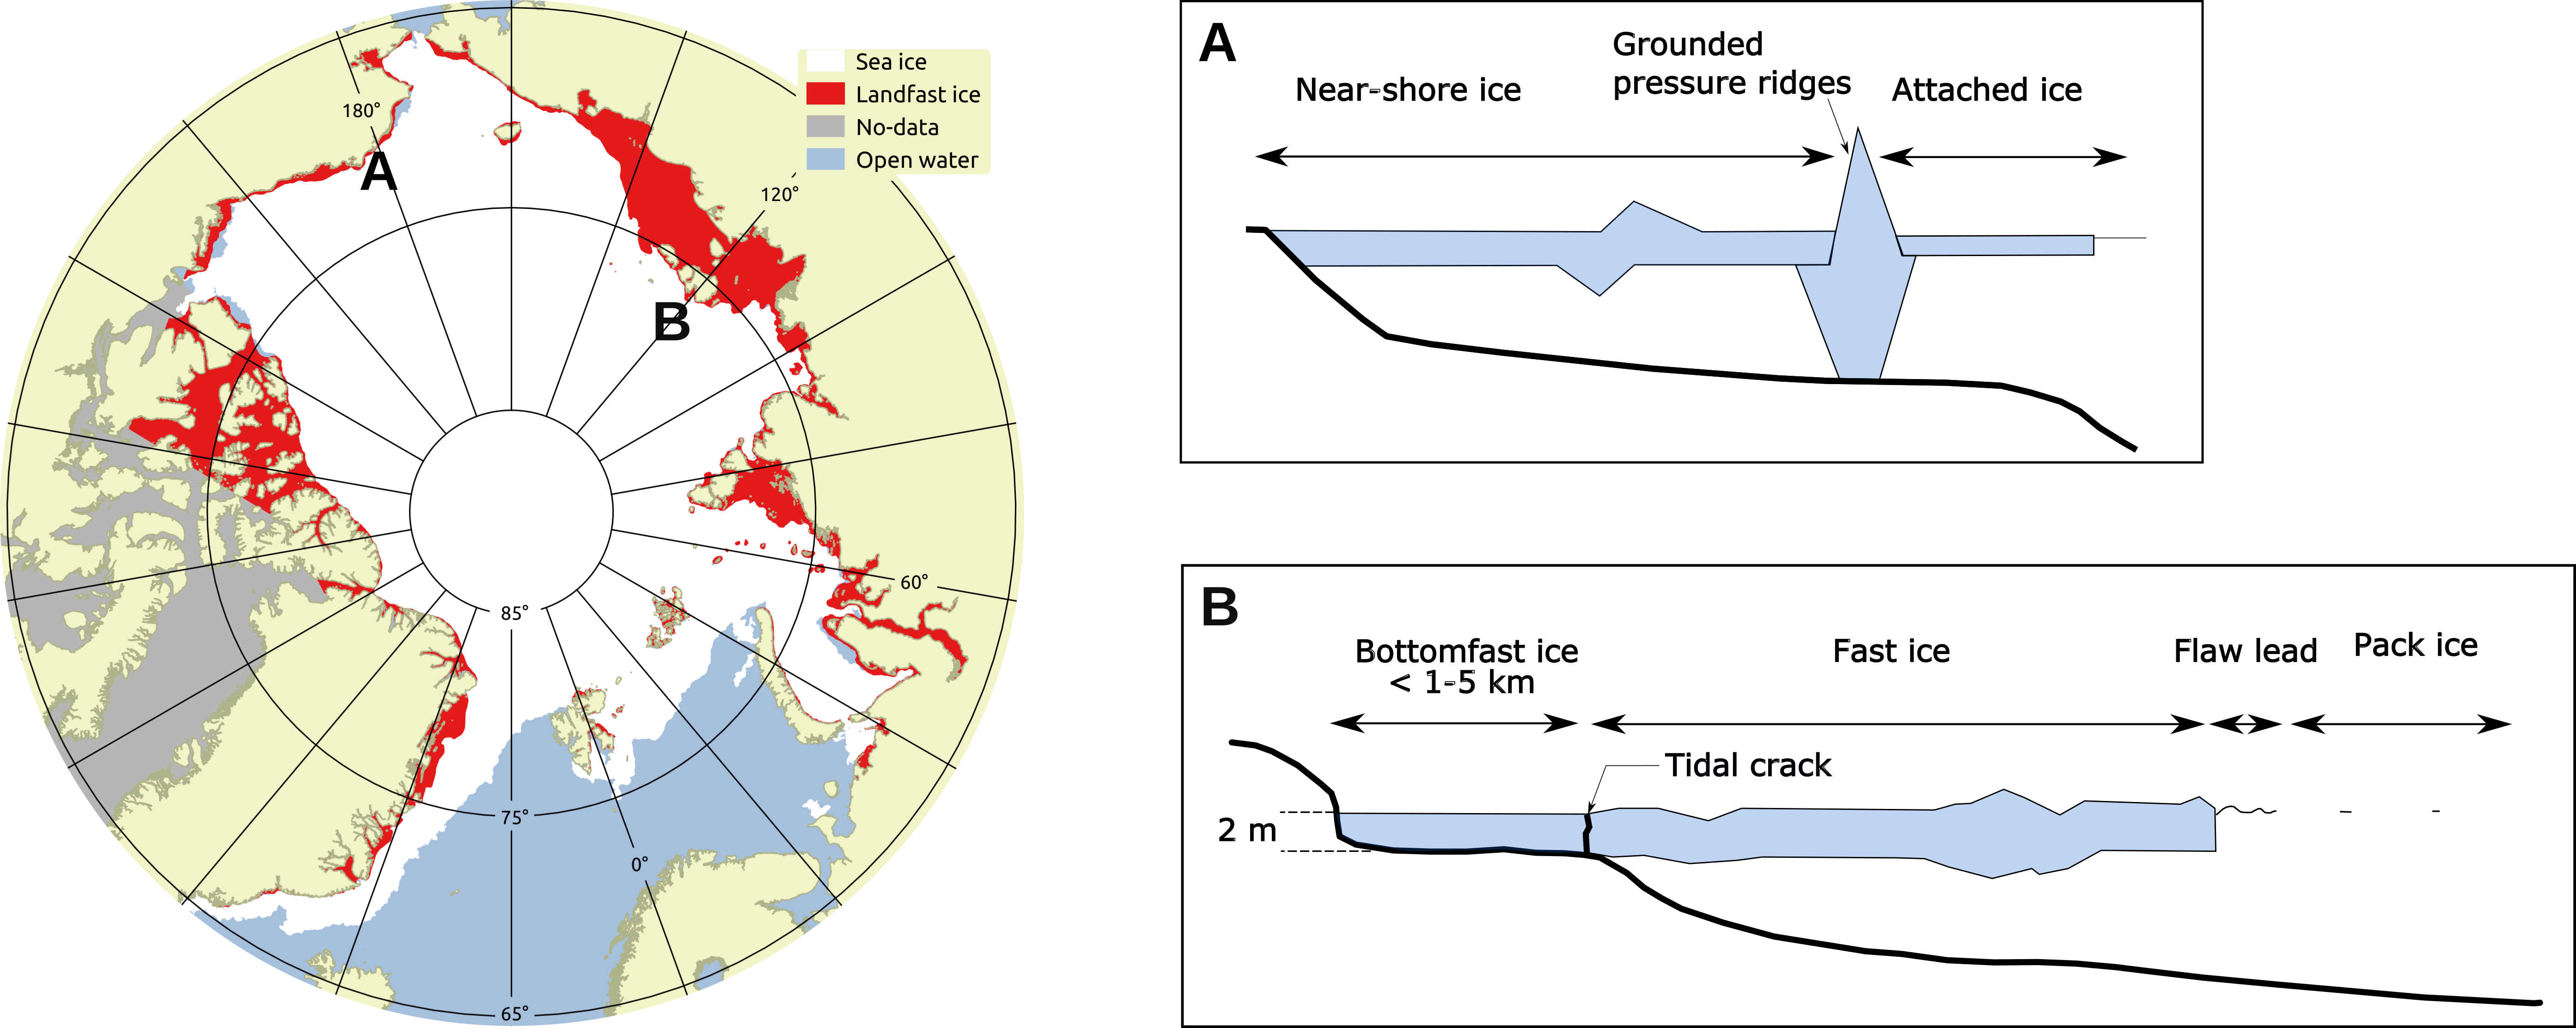 Sea ice
Landfast ice
No-data
Open water
180°
A
120°
B
60°
85°
75°
0°
65°
A
Near-shore ice
Grounded
pressure ridges
Attached ice
B
Bottomfast ice
< 1-5 km
Fast ice
Flaw lead
Pack ice
Tidal crack
2 m